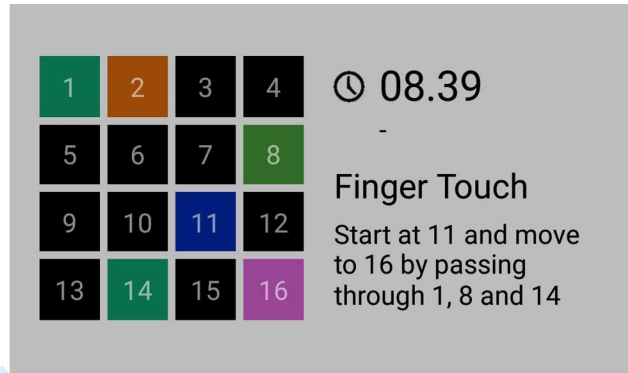 1 2 3 4
5 6 7 8
9 10 11 12
13 14 15 16
08.39
-
Finger Touch
Start at 11 and move
to 16 by passing
through 1, 8 and 14